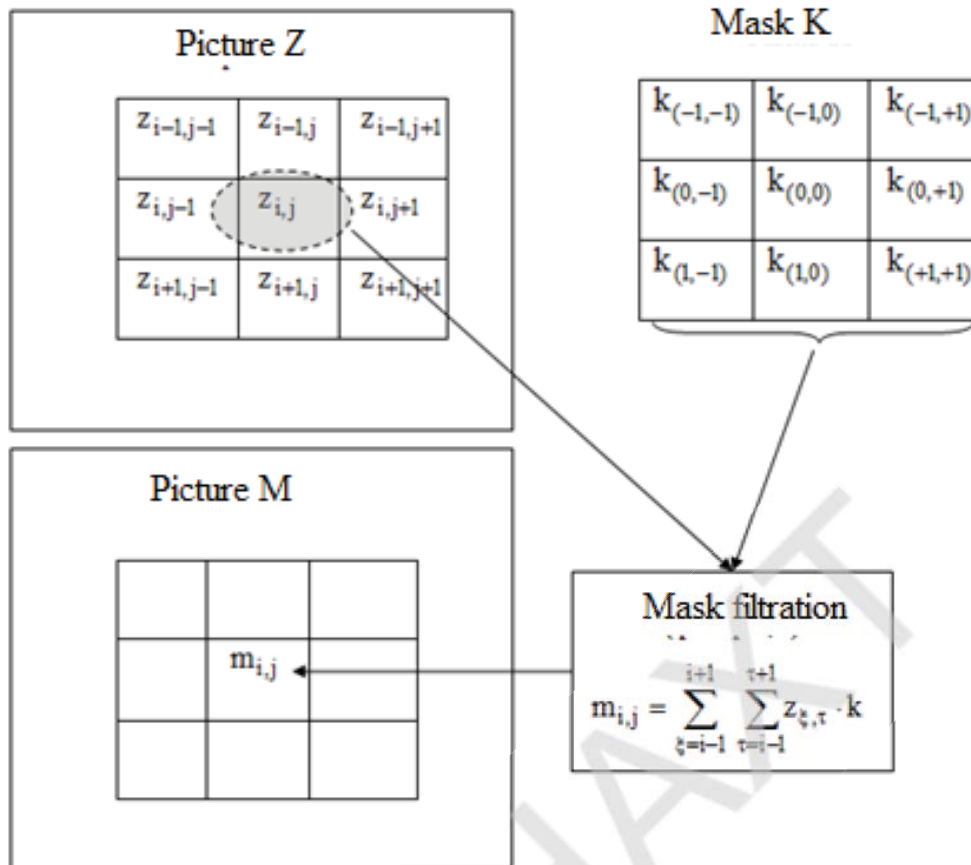 Picture Z
Mask K
z_{i-1,j-1} z_{i-1,j} z_{i-1,j+1}
z_{i,j-1} z_{i,j} z_{i,j+1}
z_{i+1,j-1} z_{i+1,j} z_{i+1,j+1}
k_{(-1,-1)} k_{(-1,0)} k_{(-1,+1)}
k_{(0,-1)} k_{(0,0)} k_{(0,+1)}
k_{(1,-1)} k_{(1,0)} k_{(+1,+1)}
Picture M
m_{i,j}
Mask filtration
m_{i,j} = \sum_{ξ=i-1}^{i+1} \sum_{τ=i-1}^{τ+1} z_{ξ,τ} · k